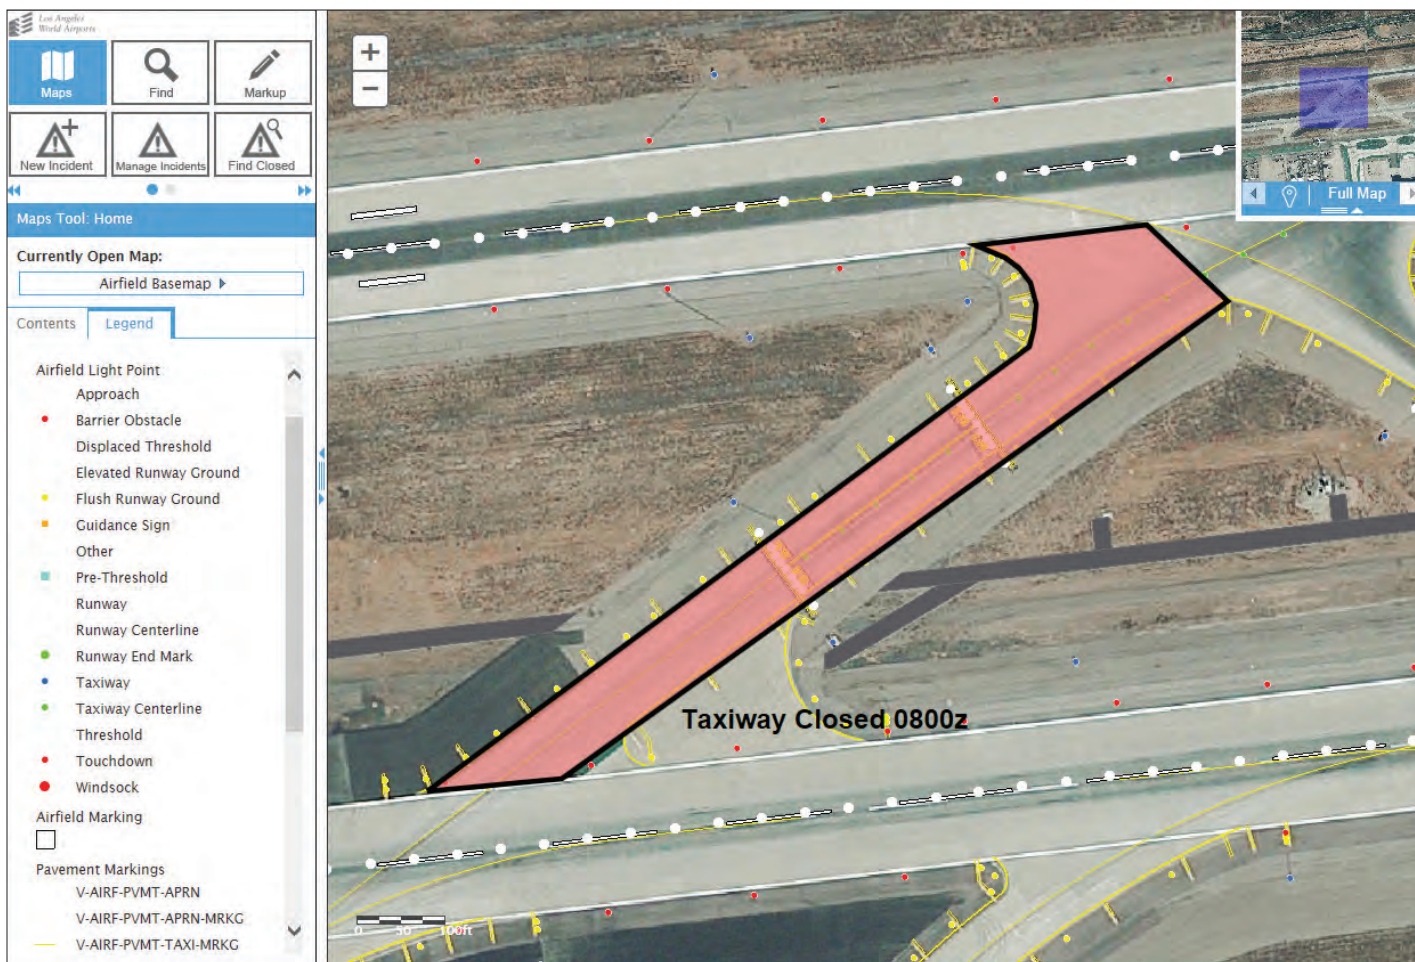 Los Angeles
World Airports
Maps
Find
Markup
New Incident
Manage Incidents
Find Closed
Maps Tool: Home
Currently Open Map:
Airfield Basemap
Contents
Legend
Airfield Light Point
Approach
Barrier Obstacle
Displaced Threshold
Elevated Runway Ground
Flush Runway Ground
Guidance Sign
Other
Pre-Threshold
Runway
Runway Centerline
Runway End Mark
Taxiway
Taxiway Centerline
Threshold
Touchdown
Windsock
Airfield Marking
Pavement Markings
V-AIRF-PVMT-APRN
V-AIRF-PVMT-APRN-MRKG
V-AIRF-PVMT-TAXI-MRKG
+
−
Full Map
Taxiway Closed 0800z
0 50 100ft